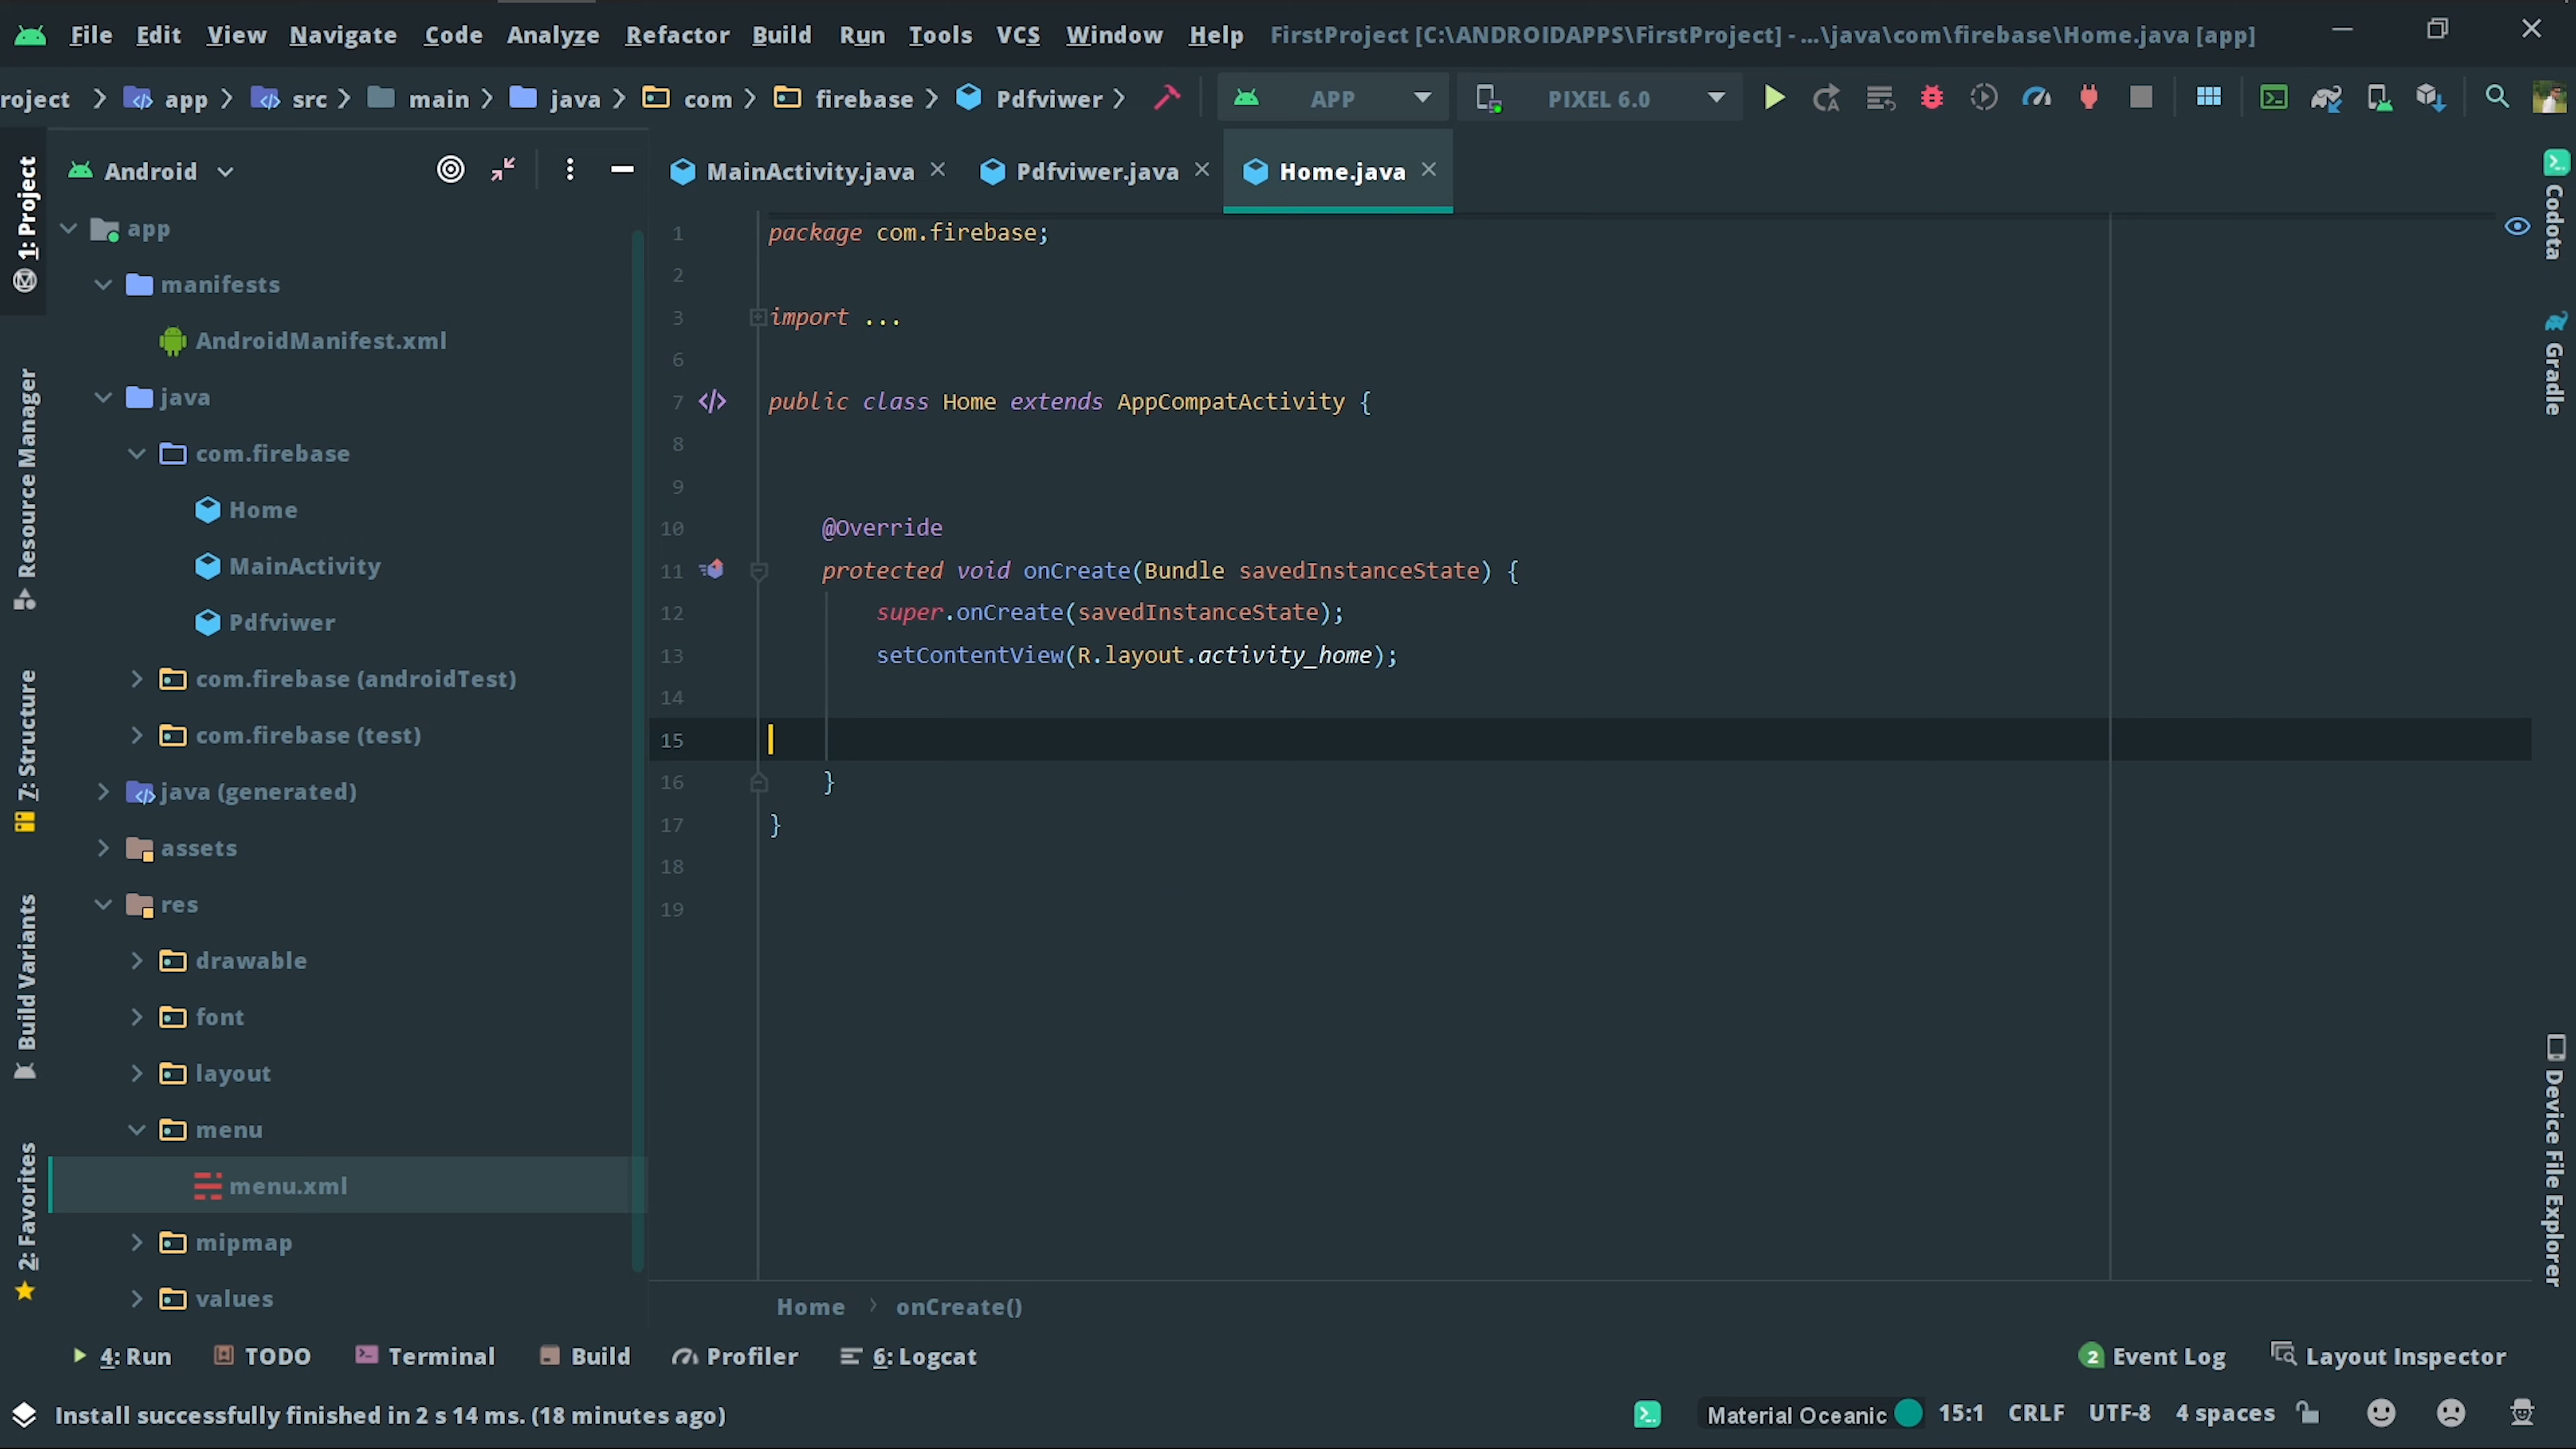 File Edit View Navigate Code Analyze Refactor Build Run Tools VCS Window Help FirstProject [C:\ANDROIDAPPS\FirstProject] - ...\java\com\firebase\Home.java [app]
roject app src main java com firebase Pdfviwer APP PIXEL 6.0
Android
MainActivity.java Pdfviwer.java Home.java
1: Project
Resource Manager
7: Structure
Build Variants
2: Favorites
app
manifests
AndroidManifest.xml
java
com.firebase
Home
MainActivity
Pdfviwer
com.firebase (androidTest)
com.firebase (test)
java (generated)
assets
res
drawable
font
layout
menu
menu.xml
mipmap
values
1 package com.firebase;
2
3 import ...
6
7 public class Home extends AppCompatActivity {
8
9
10 @Override
11 protected void onCreate(Bundle savedInstanceState) {
12 super.onCreate(savedInstanceState);
13 setContentView(R.layout.activity_home);
14
15
16 }
17 }
18
19
Codota
Gradle
Device File Explorer
Home onCreate()
4: Run TODO Terminal Build Profiler 6: Logcat 2 Event Log Layout Inspector
Install successfully finished in 2 s 14 ms. (18 minutes ago) Material Oceanic 15:1 CRLF UTF-8 4 spaces